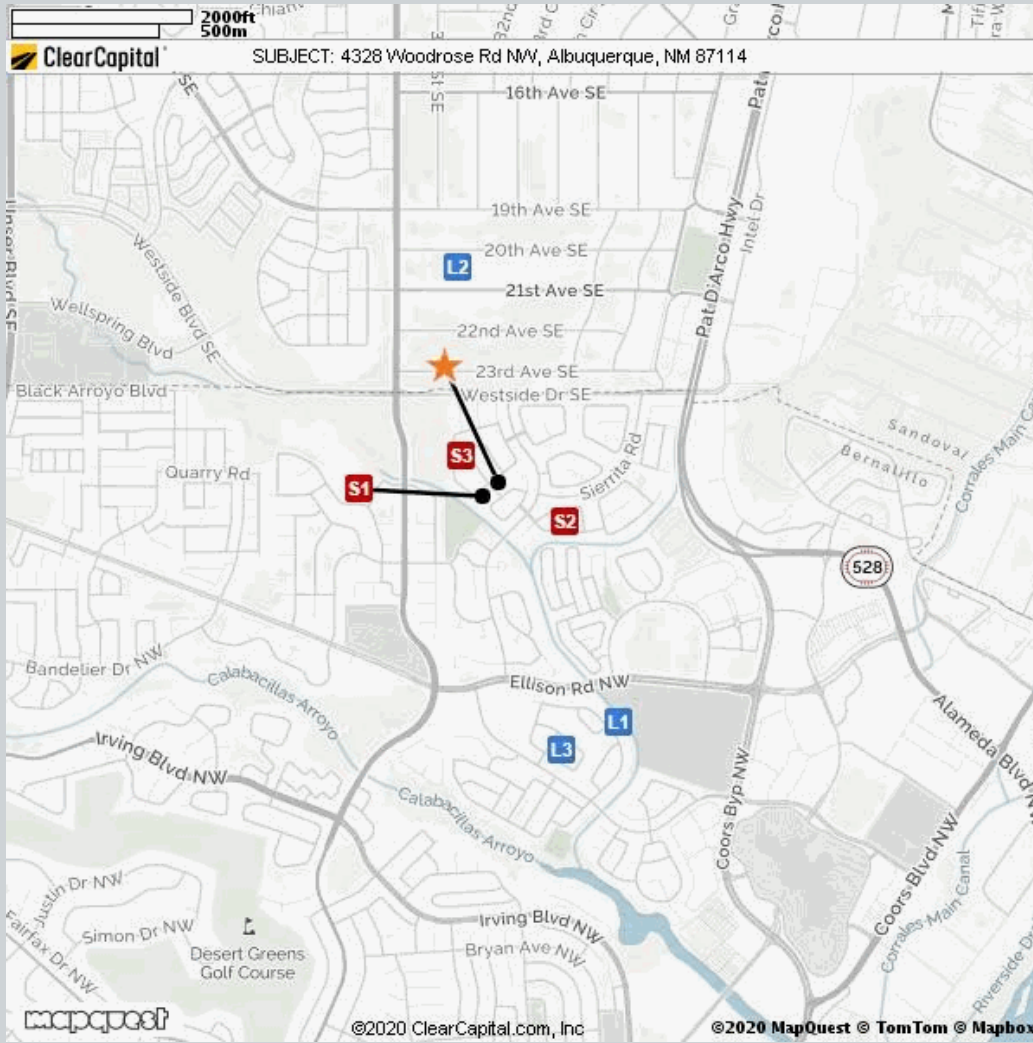 2000ft
500m
ClearCapital
SUBJECT: 4328 Woodrose Rd NW, Albuquerque, NM 87114
16th Ave SE
19th Ave SE
20th Ave SE
L2
21st Ave SE
Pat D'Arco Hwy
Intel Dr
Westside Blvd SE
Wellspring Blvd
22nd Ave SE
23rd Ave SE
Black Arroyo Blvd
Westside Dr SE
Sandoval
Bernalillo
S3
Quarry Rd
S1
Sierrita Rd
S2
528
Bandelier Dr NW
Calabacillas Arroyo
Ellison Rd NW
L1
L3
Irving Blvd NW
Alameda Blvd
Coors Byp NW
Calabacillas Arroyo
Coors Blvd NW
Corrales Main Canal
Justin Dr NW
Simon Dr NW
Fairfax Dr NW
Desert Greens
Golf Course
Irving Blvd NW
Bryan Ave NW
Riverside Dr
mapquest
©2020 ClearCapital.com, Inc
©2020 MapQuest © TomTom © Mapbox